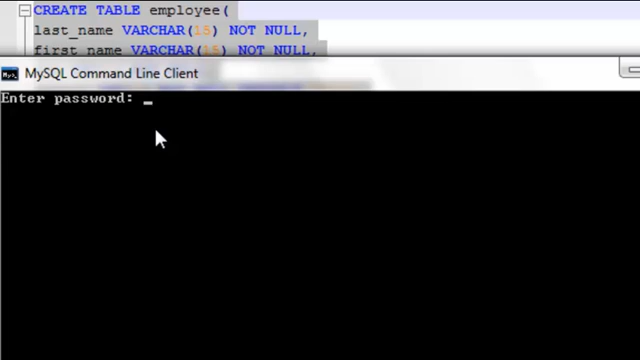 CREATE TABLE employee(
last_name VARCHAR(15) NOT NULL,
first_name VARCHAR(15) NOT NULL,
MySQL Command Line Client
Enter password: _